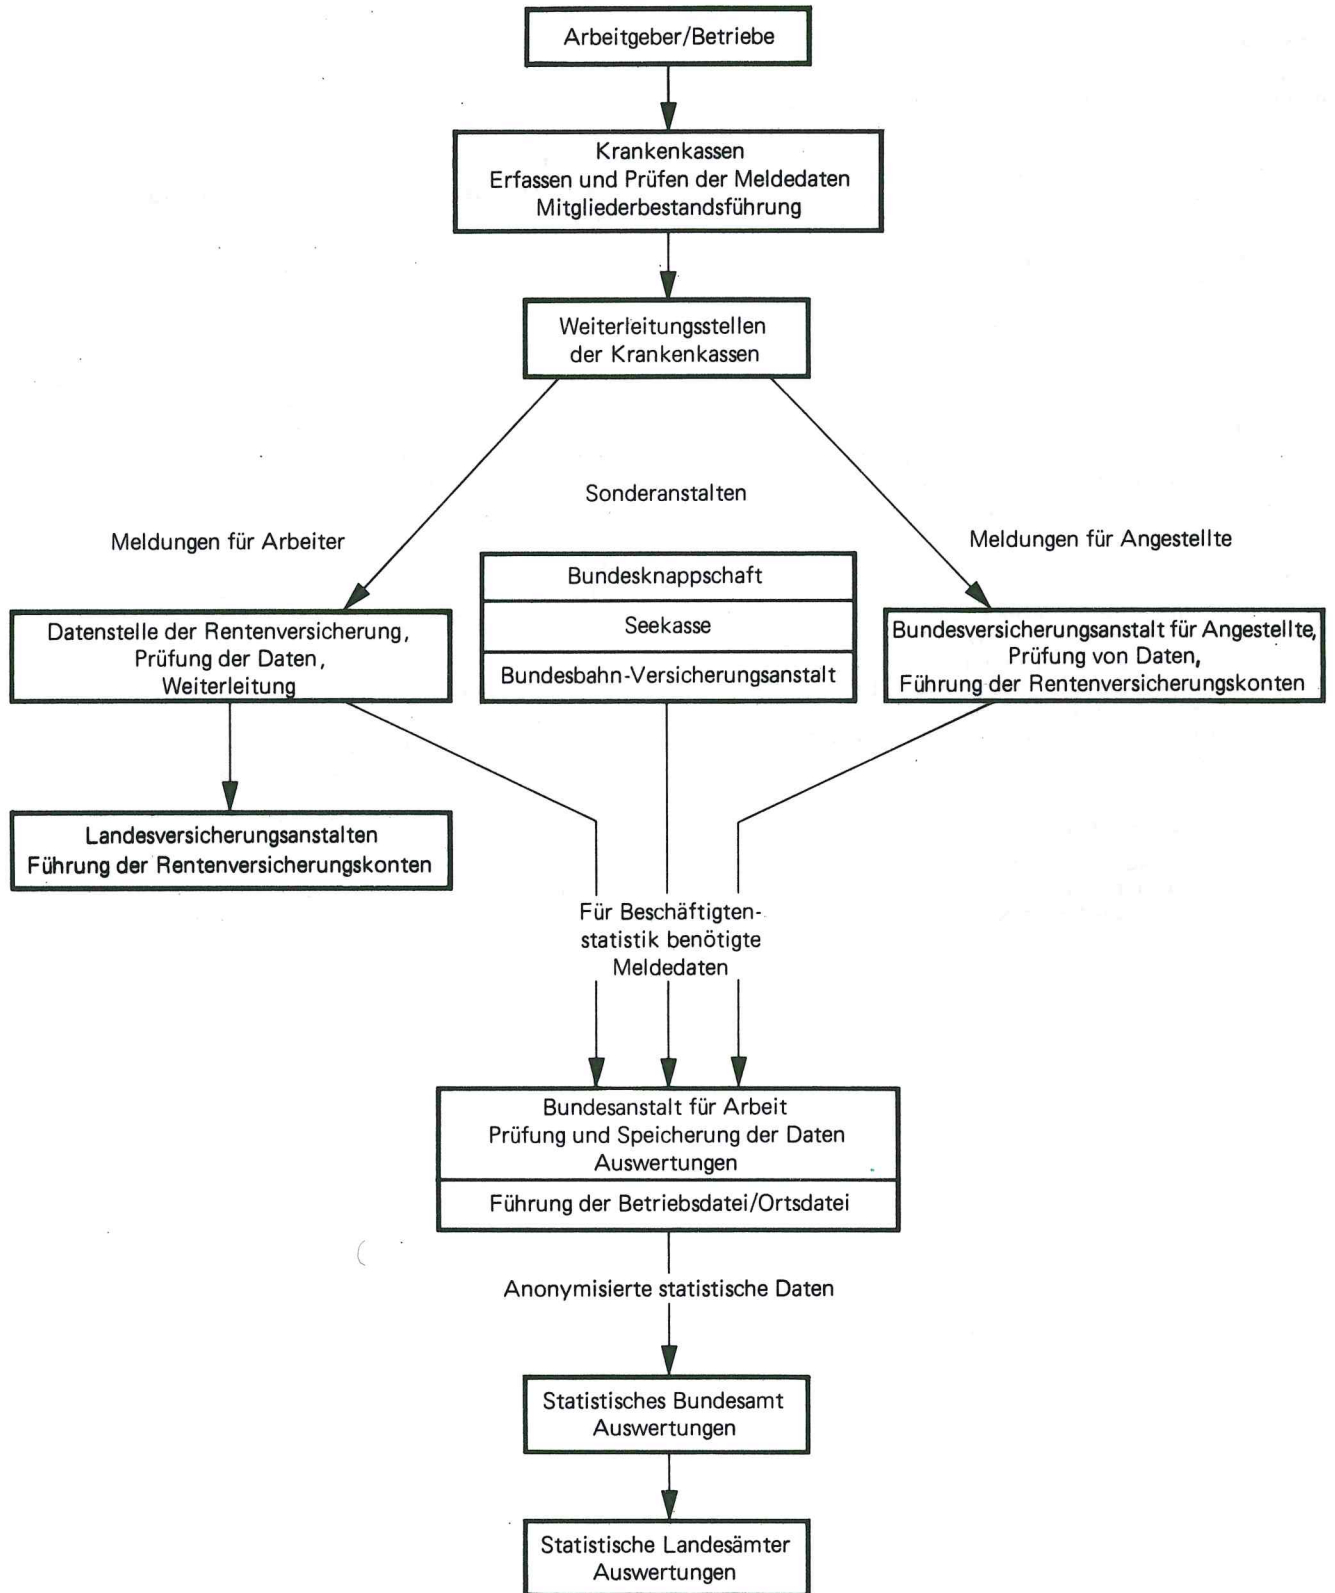 Arbeitgeber/Betriebe
Krankenkassen
Erfassen und Prüfen der Meldedaten
Mitgliederbestandsführung
Weiterleitungsstellen
der Krankenkassen
Sonderanstalten
Meldungen für Arbeiter
Meldungen für Angestellte
Bundesknappschaft
Seekasse
Bundesbahn-Versicherungsanstalt
Datenstelle der Rentenversicherung,
Prüfung der Daten,
Weiterleitung
Bundesversicherungsanstalt für Angestellte,
Prüfung von Daten,
Führung der Rentenversicherungskonten
Landesversicherungsanstalten
Führung der Rentenversicherungskonten
Für Beschäftigten-
statistik benötigte
Meldedaten
Bundesanstalt für Arbeit
Prüfung und Speicherung der Daten
Auswertungen
Führung der Betriebsdatei/Ortsdatei
Anonymisierte statistische Daten
Statistisches Bundesamt
Auswertungen
Statistische Landesämter
Auswertungen